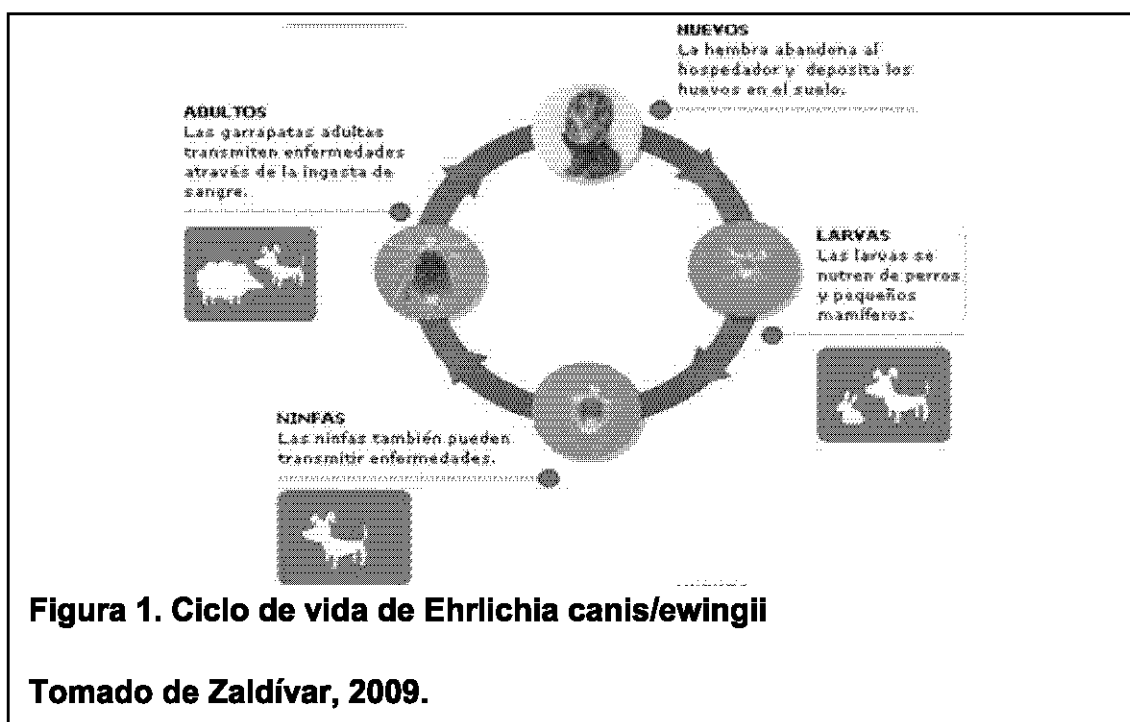 HUEVOS
La hembra abandona al
hospedador y deposita los
huevos en el suelo.
ADULTOS
Las garrapatas adultas
transmiten enfermedades
através de la ingesta de
sangre.
LARVAS
Las larvas se
nutren de perros
y pequeños
mamíferos.
NINFAS
Las ninfas también pueden
transmitir enfermedades.
Figura 1. Ciclo de vida de Ehrlichia canis/ewingii
Tomado de Zaldívar, 2009.